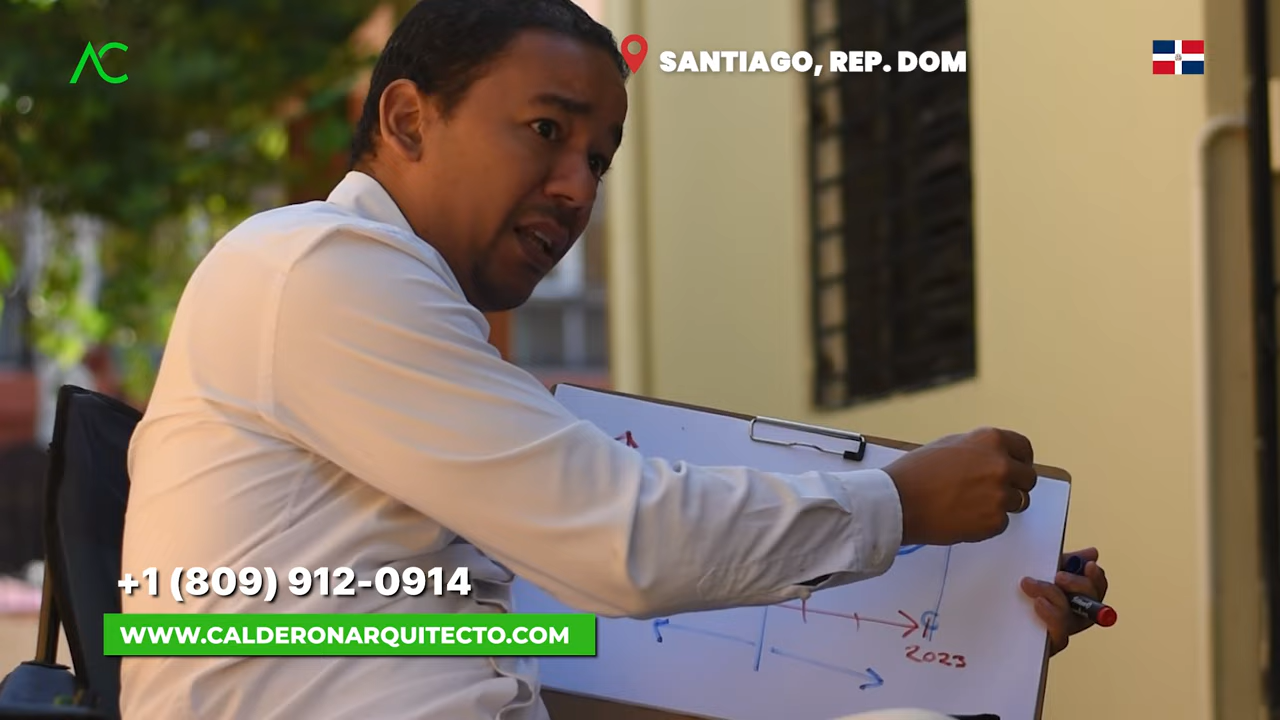 AC
SANTIAGO, REP. DOM
+1 (809) 912-0914
WWW.CALDERONARQUITECTO.COM
2023